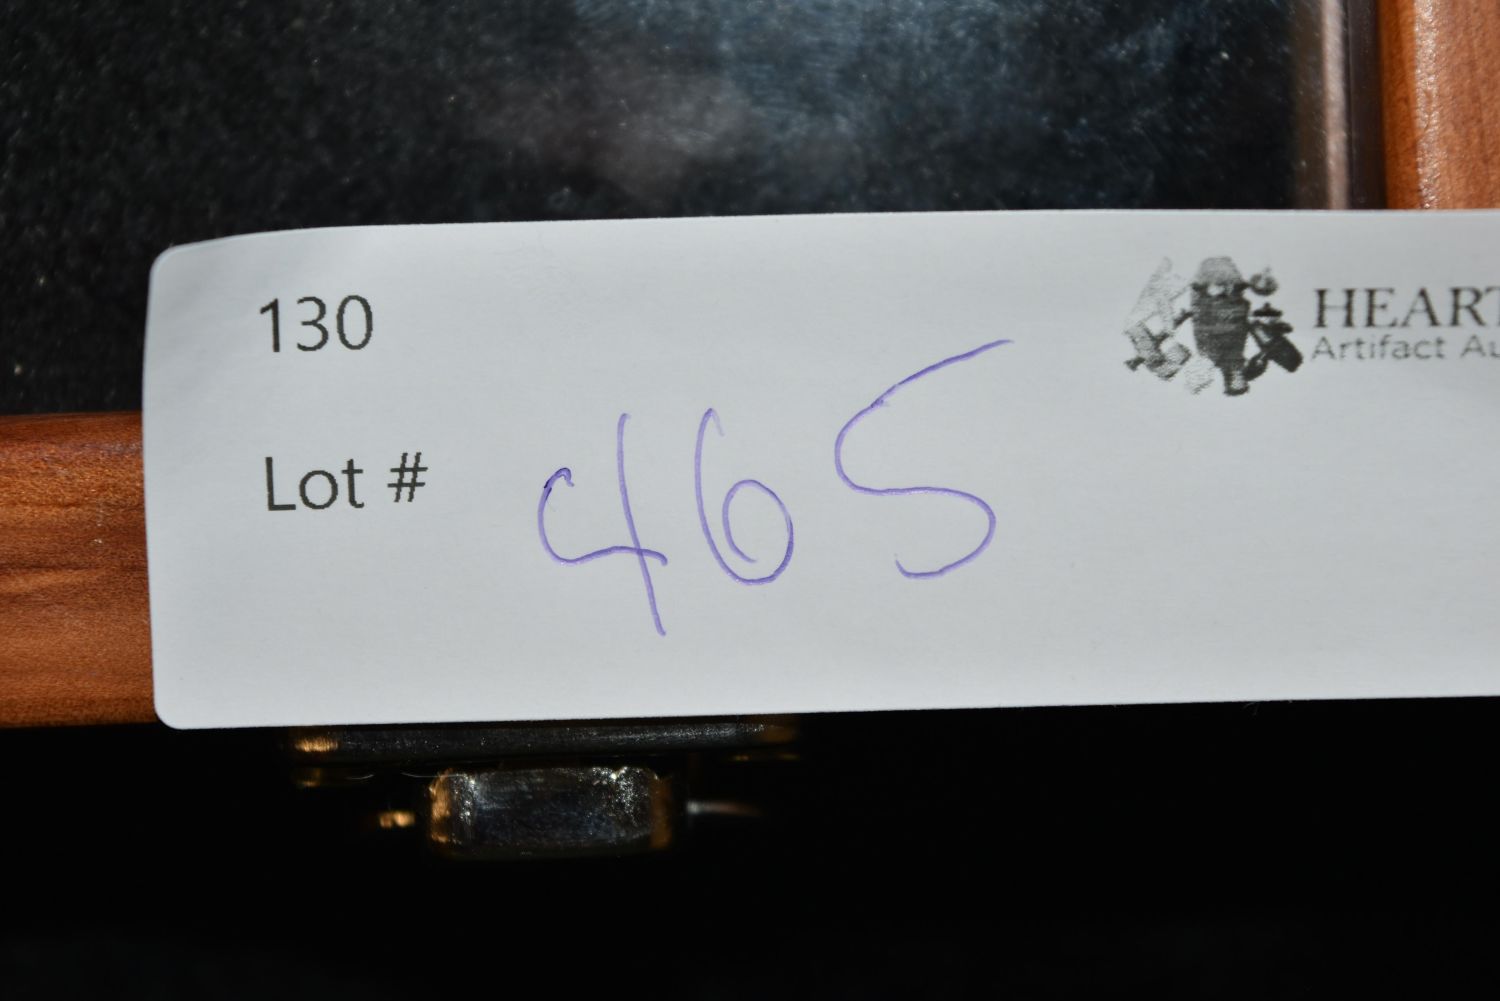 130
HEART
Artifact Au
Lot # 465